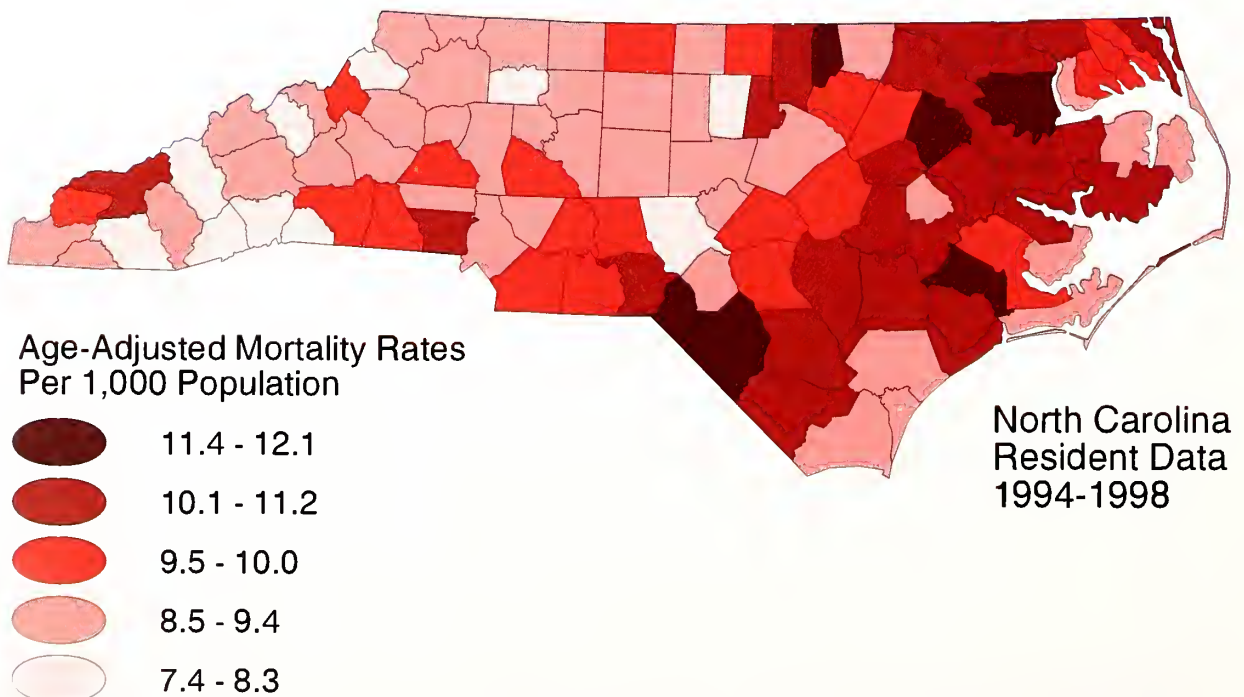 Age-Adjusted Mortality Rates
Per 1,000 Population
11.4 - 12.1
10.1 - 11.2
9.5 - 10.0
8.5 - 9.4
7.4 - 8.3
North Carolina
Resident Data
1994-1998